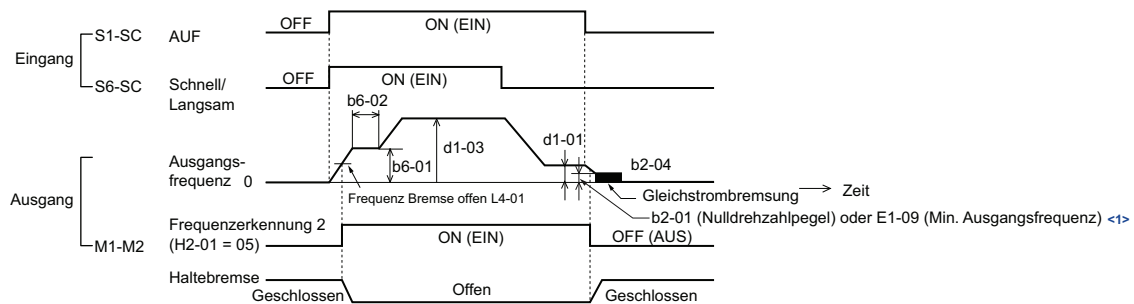 OFF
ON (EIN)
Eingang
S1-SC
AUF
OFF
ON (EIN)
S6-SC
Schnell/
Langsam
b6-02
d1-01
d1-03
b2-04
b6-01
Ausgangs-
frequenz 0
Gleichstrombremsung
Zeit
Frequenz Bremse offen L4-01
Ausgang
b2-01 (Nulldrehzahlpegel) oder E1-09 (Min. Ausgangsfrequenz) <1>
Frequenzerkennung 2
(H2-01 = 05)
M1-M2
ON (EIN)
OFF (AUS)
Haltebremse
Geschlossen
Offen
Geschlossen